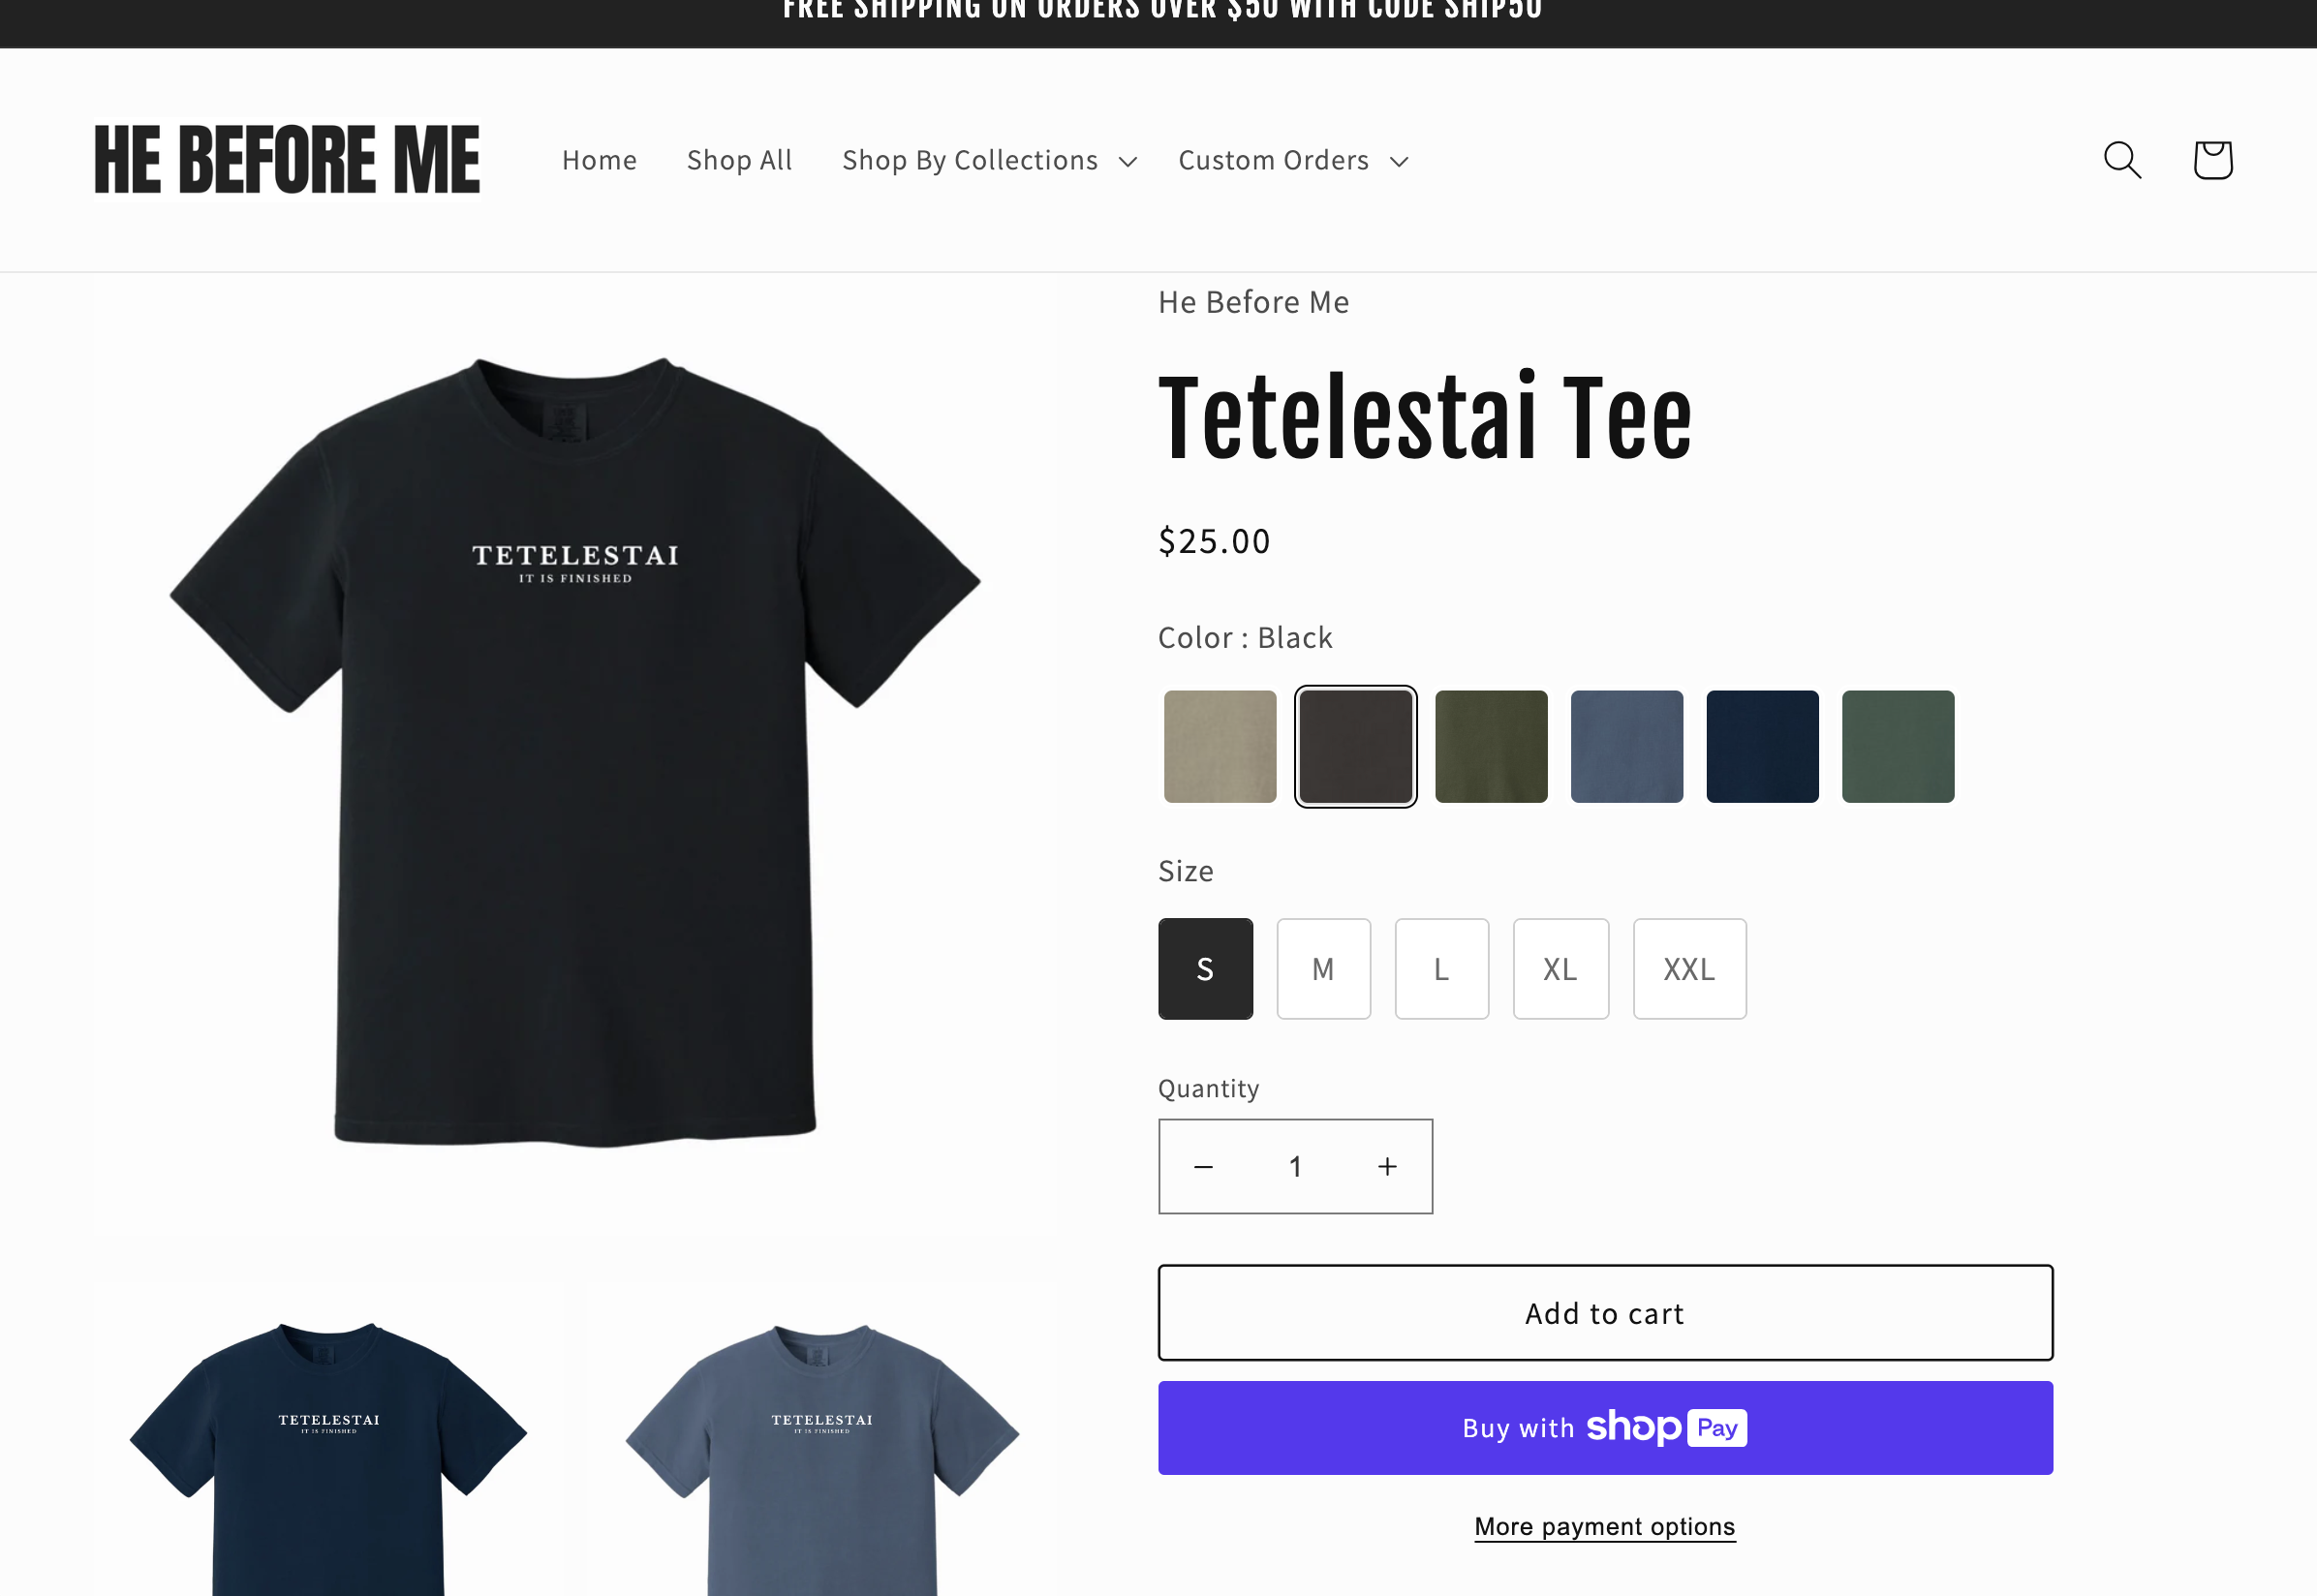 FREE SHIPPING ON ORDERS OVER $50 WITH CODE SHIP50
HE BEFORE ME
Home
Shop All
Shop By Collections
Custom Orders
He Before Me
Tetelestai Tee
$25.00
Color : Black
Size
S
M
L
XL
XXL
Quantity
− 1 +
Add to cart
Buy with shop Pay
More payment options
TETELESTAI
IT IS FINISHED
TETELESTAI
IT IS FINISHED
TETELESTAI
IT IS FINISHED